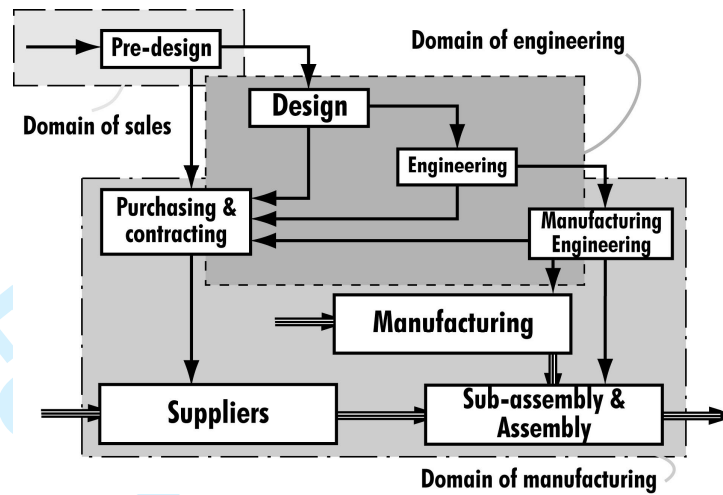 Pre-design
Domain of engineering
Design
Domain of sales
Engineering
Purchasing &
contracting
Manufacturing
Engineering
Manufacturing
Suppliers
Sub-assembly &
Assembly
Domain of manufacturing